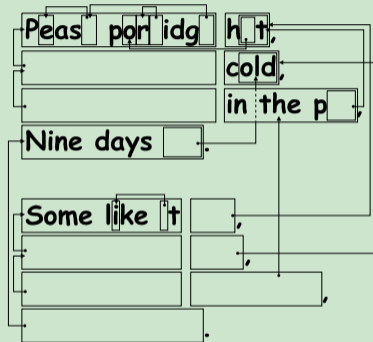 Peas  por idg  h t,
cold,
in the p ,
Nine days  .
Some like  t  ,
,
,
.